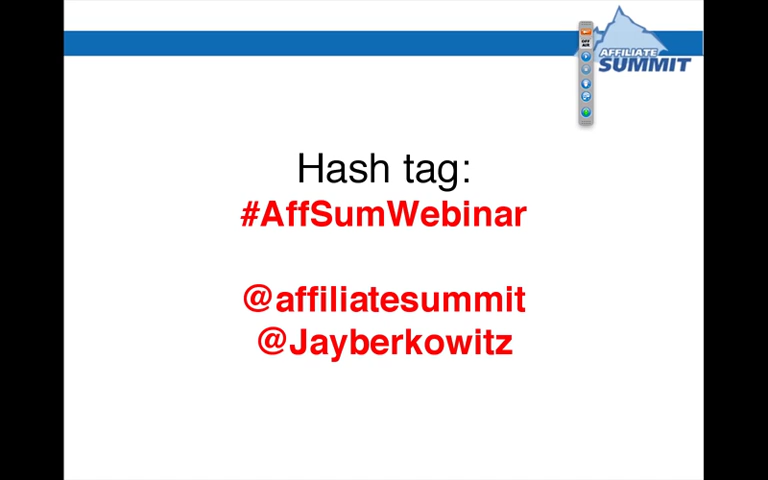 AFFILIATE
SUMMIT
Hash tag:
#AffSumWebinar
@affiliatesummit
@Jayberkowitz